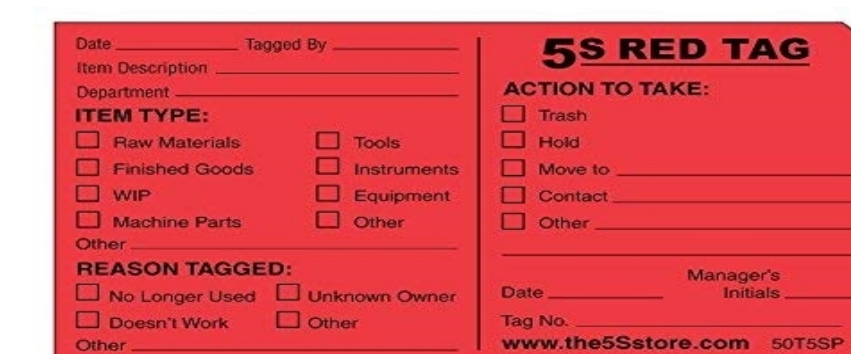 Date Tagged By
Item Description
Department
ITEM TYPE:
Raw Materials Tools
Finished Goods Instruments
WIP Equipment
Machine Parts Other
Other
REASON TAGGED:
No Longer Used Unknown Owner
Doesn't Work Other
Other
5S RED TAG
ACTION TO TAKE:
Trash
Hold
Move to
Contact
Other
Date Manager's Initials
Tag No.
www.the5Sstore.com 50T5SP